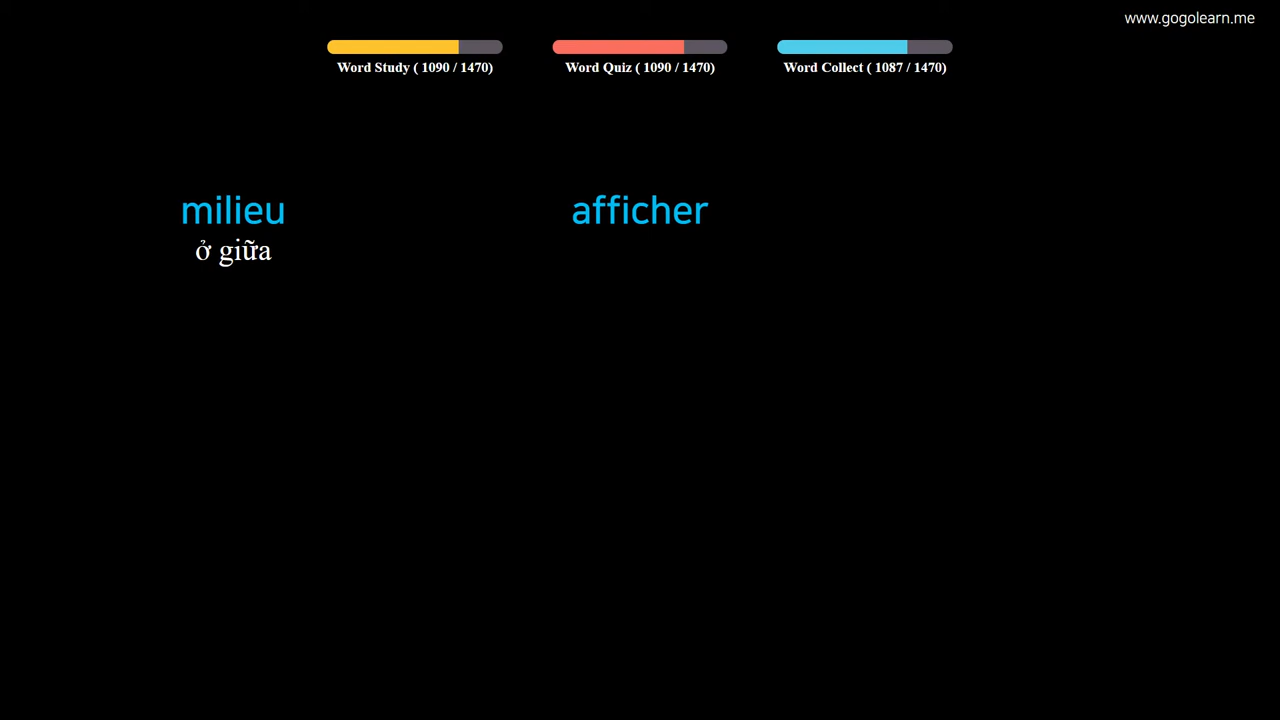 www.gogolearn.me
Word Study ( 1090 / 1470)
Word Quiz ( 1090 / 1470)
Word Collect ( 1087 / 1470)
milieu
ở giữa
afficher